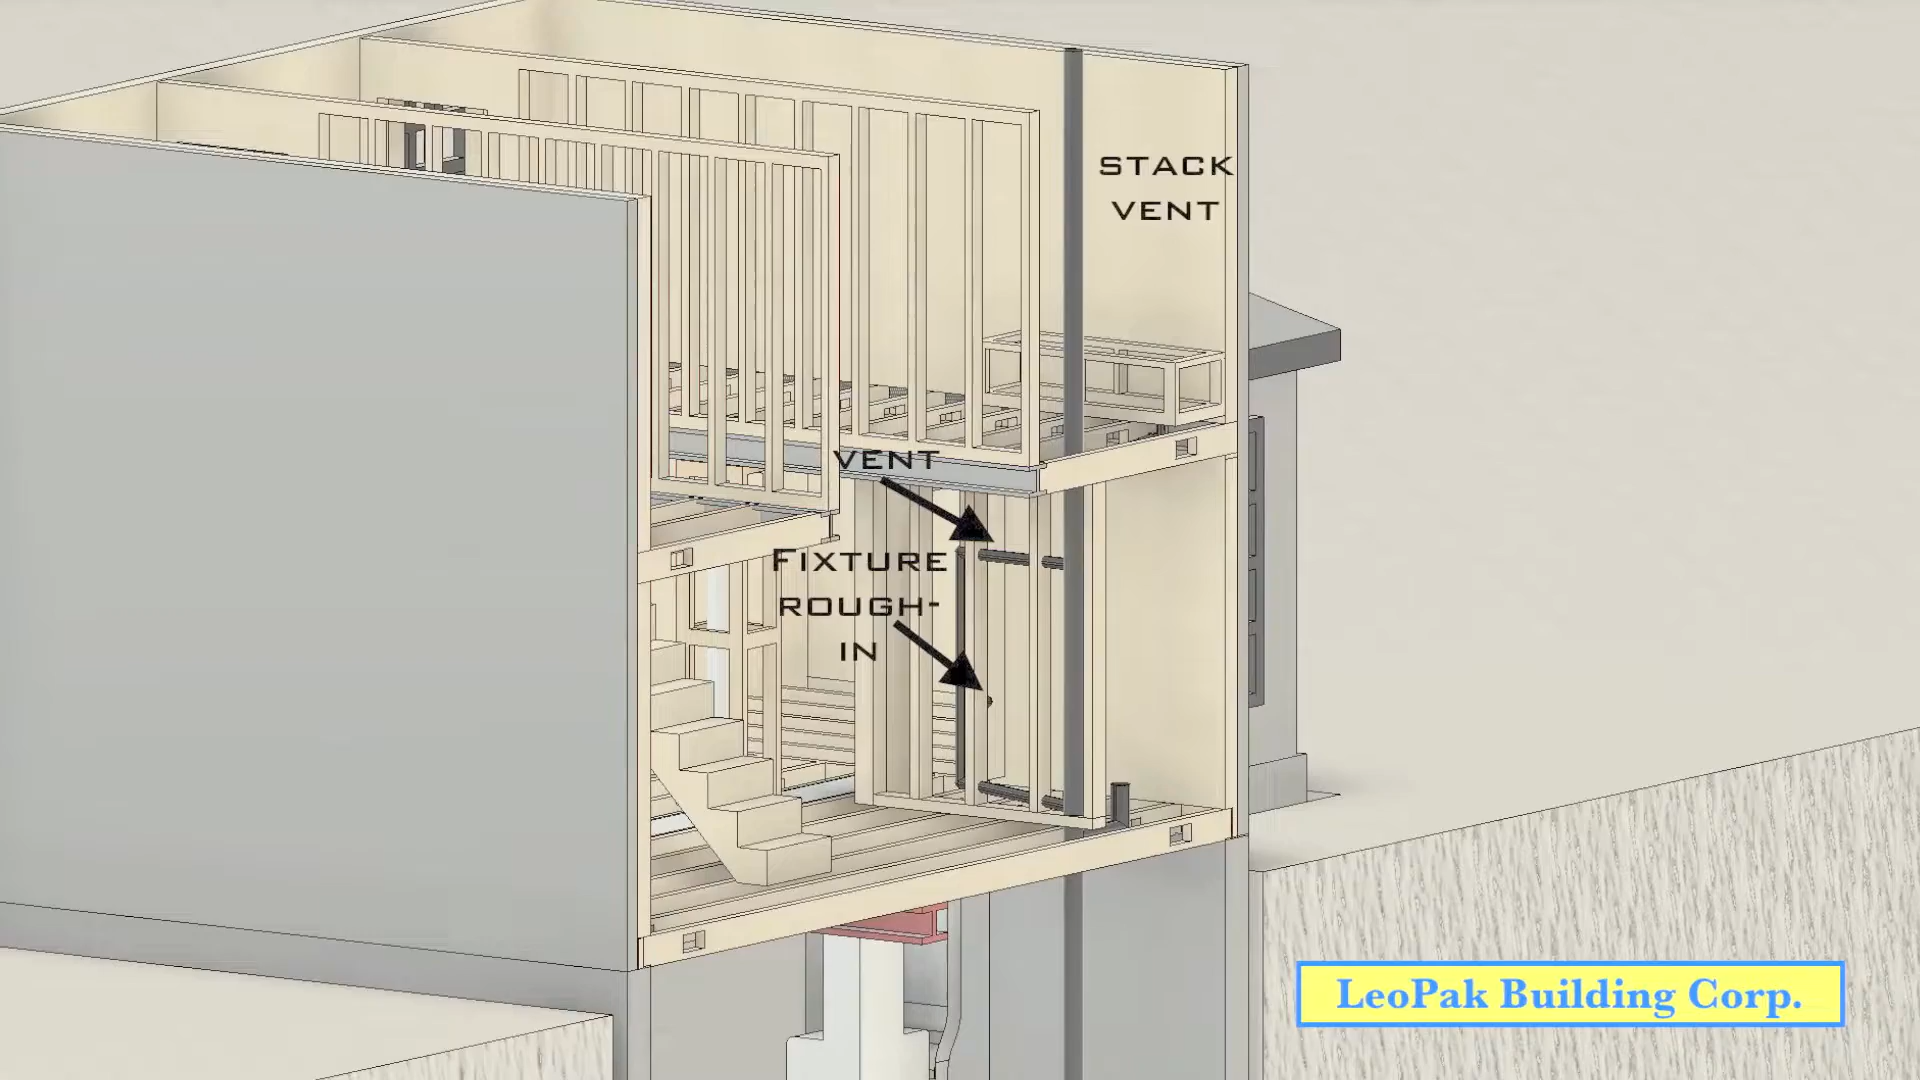 STACK
VENT
VENT
FIXTURE
ROUGH-
IN
LeoPak Building Corp.